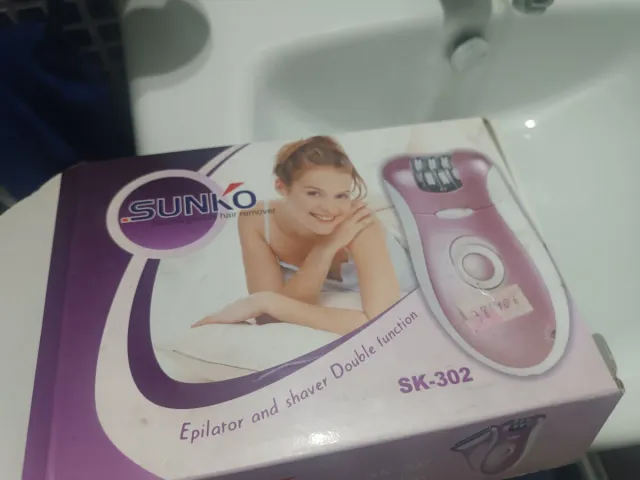 SUNKO
hair remover
Epilator and shaver Double function
SK-302